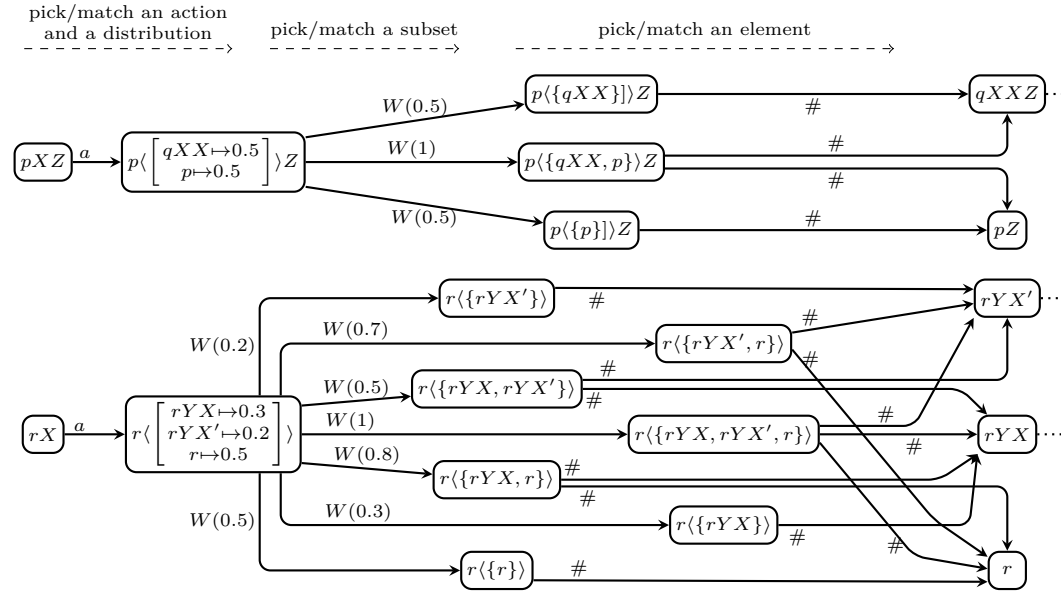 pick/match an action
and a distribution
pick/match a subset
pick/match an element
pXZ
a
p⟨[qXX↦0.5
p↦0.5]⟩Z
W(0.5)
W(1)
W(0.5)
p⟨{qXX}]⟩Z
p⟨{qXX, p}⟩Z
p⟨{p}]⟩Z
#
#
#
#
qXXZ
pZ
rX
a
r⟨[rYX↦0.3
rYX′↦0.2
r↦0.5]⟩
W(0.2)
W(0.7)
W(0.5)
W(1)
W(0.8)
W(0.3)
W(0.5)
r⟨{rYX′}⟩
r⟨{rYX′, r}⟩
r⟨{rYX, rYX′}⟩
r⟨{rYX, rYX′, r}⟩
r⟨{rYX, r}⟩
r⟨{rYX}⟩
r⟨{r}⟩
#
#
#
#
#
#
#
#
#
#
#
#
rYX′
rYX
r